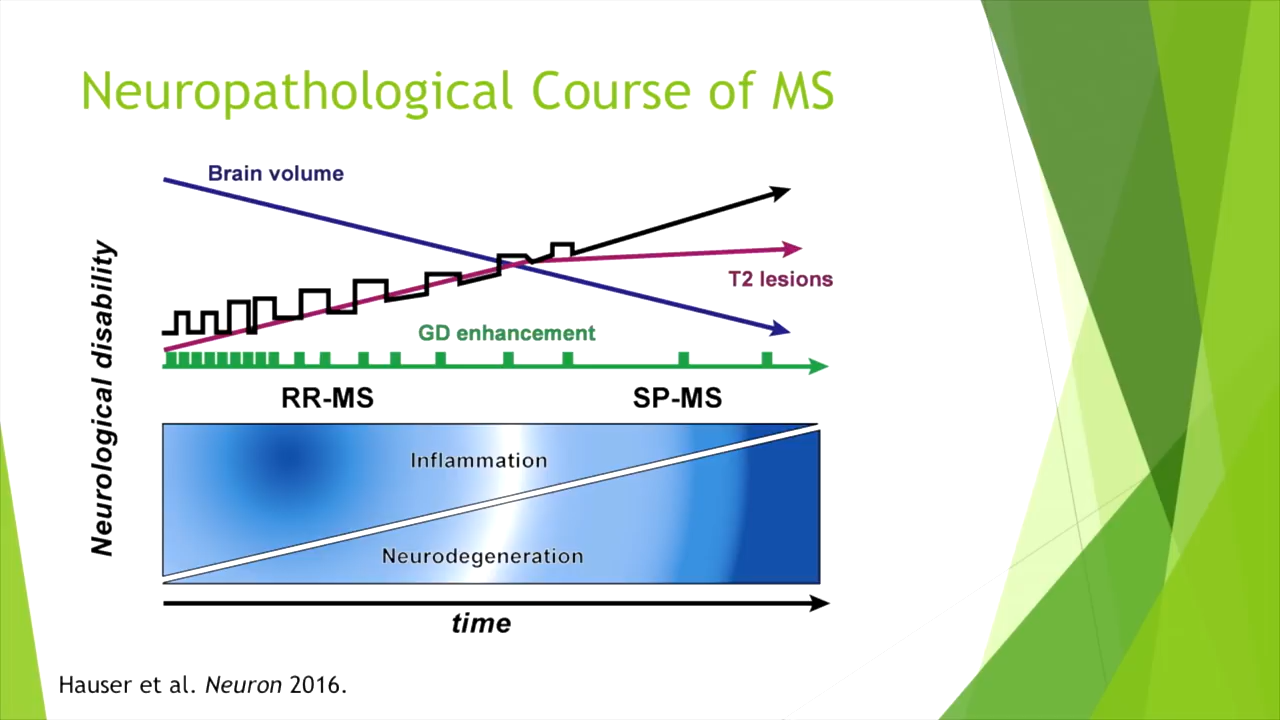 Neuropathological Course of MS
Brain volume
T2 lesions
GD enhancement
RR-MS
SP-MS
Neurological disability
Inflammation
Neurodegeneration
time
Hauser et al. Neuron 2016.